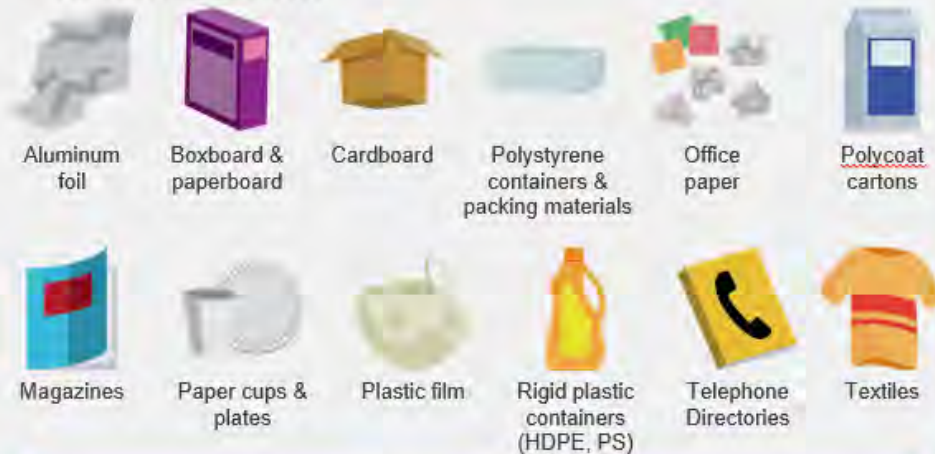 Aluminum
foil
Boxboard &
paperboard
Cardboard
Polystyrene
containers &
packing materials
Office
paper
Polycoat
cartons
Magazines
Paper cups &
plates
Plastic film
Rigid plastic
containers
(HDPE, PS)
Telephone
Directories
Textiles